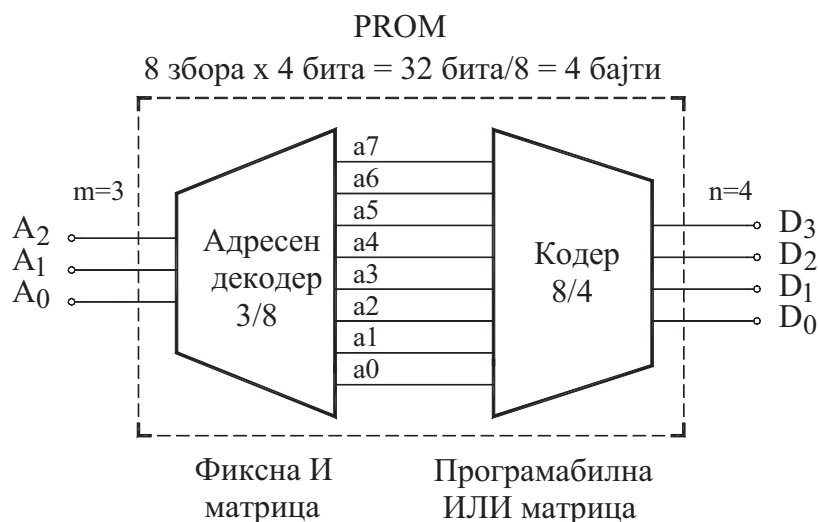 PROM
8 збора x 4 бита = 32 бита/8 = 4 бајти
m=3
A2
A1
A0
Адресен
декодер
3/8
a7
a6
a5
a4
a3
a2
a1
a0
Кодер
8/4
n=4
D3
D2
D1
D0
Фиксна И
матрица
Програмабилна
ИЛИ матрица